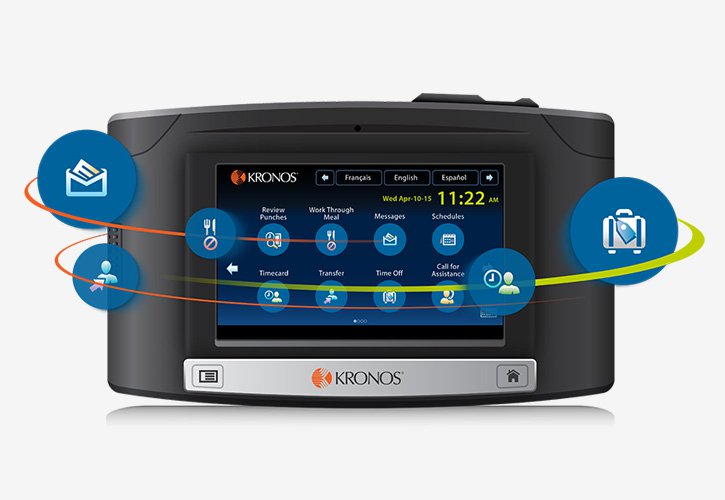 KRONOS
Français English Español
Wed Apr-10-15 11:22 AM
Review Punches
Work Through Meal
Messages
Schedules
Timecard
Transfer
Time Off
Call for Assistance
KRONOS